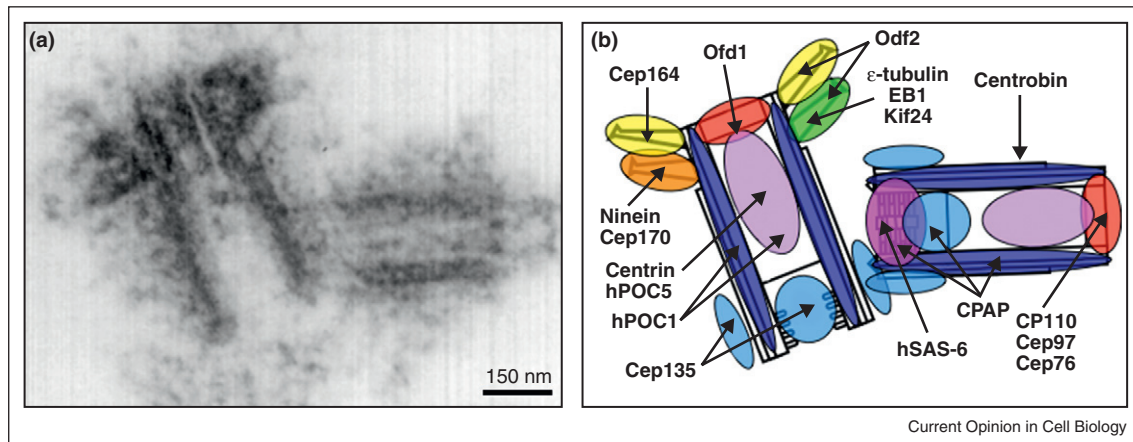 (a)
150 nm
(b)
Cep164
Ofd1
Odf2
ε-tubulin
EB1
Kif24
Centrobin
Ninein
Cep170
Centrin
hPOC5
hPOC1
Cep135
CPAP
hSAS-6
CP110
Cep97
Cep76
Current Opinion in Cell Biology